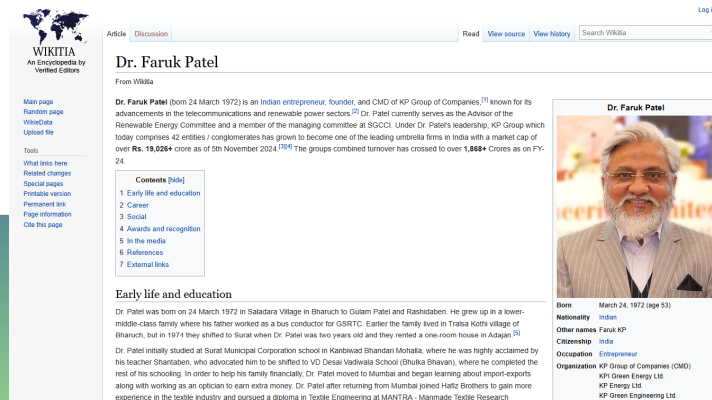 Log i
WIKITIA
An Encyclopedia by
Verified Editors
Main page
Random page
WikieData
Upload file
Tools
What links here
Related changes
Special pages
Printable version
Permanent link
Page information
Cite this page
Article Discussion Read View source View history Search Wikitia
Dr. Faruk Patel
From Wikitia
Dr. Faruk Patel (born 24 March 1972) is an Indian entrepreneur, founder, and CMD of KP Group of Companies,[1] known for its
advancements in the telecommunications and renewable power sectors.[2] Dr. Patel currently serves as the Advisor of the
Renewable Energy Committee and a member of the managing committee at SGCCI. Under Dr. Patel's leadership, KP Group which
today comprises 42 entities / conglomerates has grown to become one of the leading umbrella firms in India with a market cap of
over Rs. 19,026+ crore as of 5th November 2024.[3][4] The groups combined turnover has crossed to over 1,868+ Crores as on FY-
24.
Contents [hide]
1 Early life and education
2 Career
3 Social
4 Awards and recognition
5 In the media
6 References
7 External links
Early life and education
Dr. Patel was born on 24 March 1972 in Saladara Village in Bharuch to Gulam Patel and Rashidaben. He grew up in a lower-
middle-class family where his father worked as a bus conductor for GSRTC. Earlier the family lived in Tralsa Kothi village of
Bharuch, but in 1974 they shifted to Surat when Dr. Patel was two years old and they rented a one-room house in Adajan.[5]
Dr. Patel initially studied at Surat Municipal Corporation school in Kanbiwad Bhandari Mohalla, where he was highly acclaimed by
his teacher Shantaben, who advocated him to be shifted to VD Desai Vadiwala School (Bhulka Bhavan), where he completed the
rest of his schooling. In order to help his family financially, Dr. Patel moved to Mumbai and began learning about import-exports
along with working as an optician to earn extra money. Dr. Patel after returning from Mumbai joined Hafiz Brothers to gain more
experience in the textile industry and pursued a diploma in Textile Engineering at MANTRA - Manmade Textile Research
Dr. Faruk Patel
Born March 24, 1972 (age 53)
Nationality Indian
Other names Faruk KP
Citizenship India
Occupation Entrepreneur
Organization KP Group of Companies (CMD)
KPI Green Energy Ltd.
KP Energy Ltd.
KP Green Engineering Ltd.